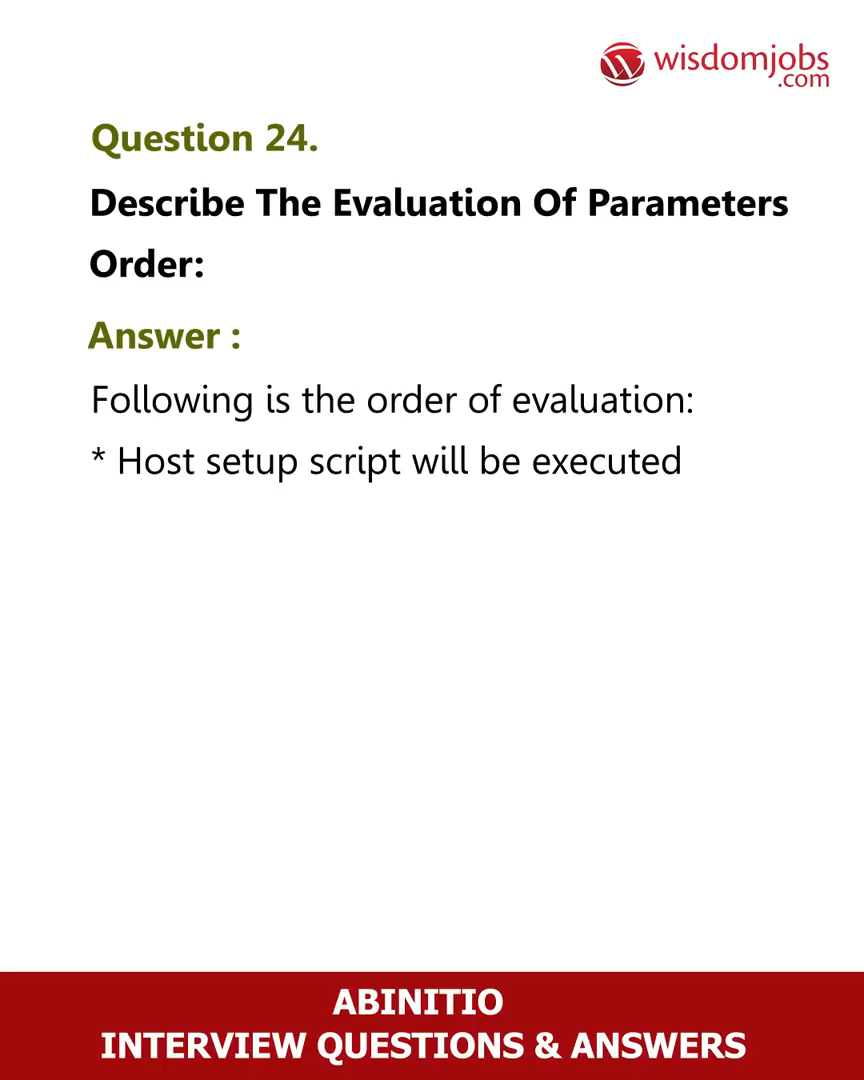 wisdomjobs
.com
Question 24.
Describe The Evaluation Of Parameters
Order:
Answer :
Following is the order of evaluation:
* Host setup script will be executed
ABINITIO
INTERVIEW QUESTIONS & ANSWERS